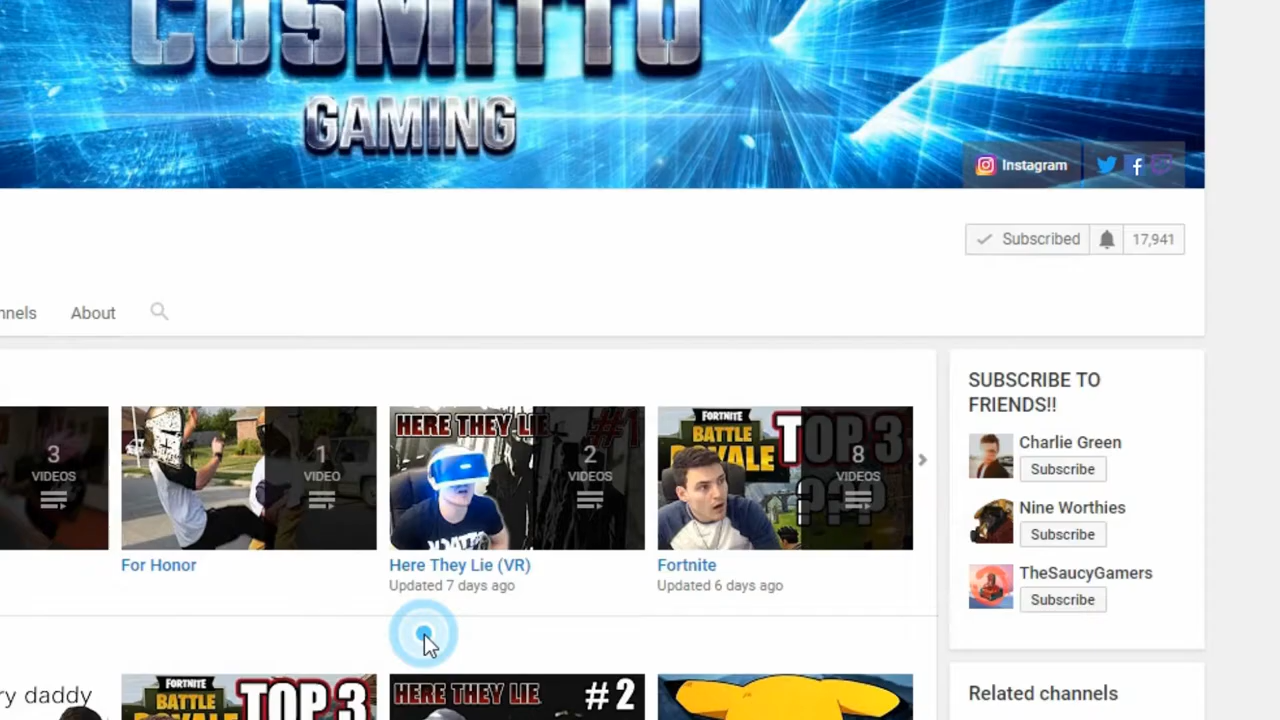 COSMITTO
GAMING
Instagram
Subscribed 17,941
nnels About
SUBSCRIBE TO
FRIENDS!!
Charlie Green
Subscribe
Nine Worthies
Subscribe
TheSaucyGamers
Subscribe
3
VIDEOS
1
VIDEO
For Honor
HERE THEY LIE #1
2
VIDEOS
Here They Lie (VR)
Updated 7 days ago
FORTNITE
BATTLE
ROYALE
TOP 3
???
8
VIDEOS
Fortnite
Updated 6 days ago
ry daddy
FORTNITE
BATTLE
ROYALE
TOP 3
HERE THEY LIE #2
Related channels